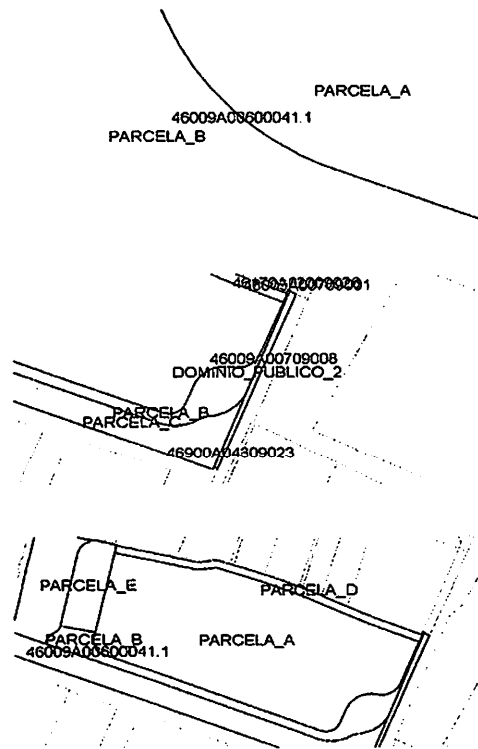 PARCELA_A
46009A00600041.1
PARCELA_B
46009A00709008
DOMINIO_PUBLICO_2
PARCELA_B
PARCELA_C
46900A04309023
PARCELA_E
PARCELA_D
PARCELA_B
PARCELA_A
46009A00600041.1